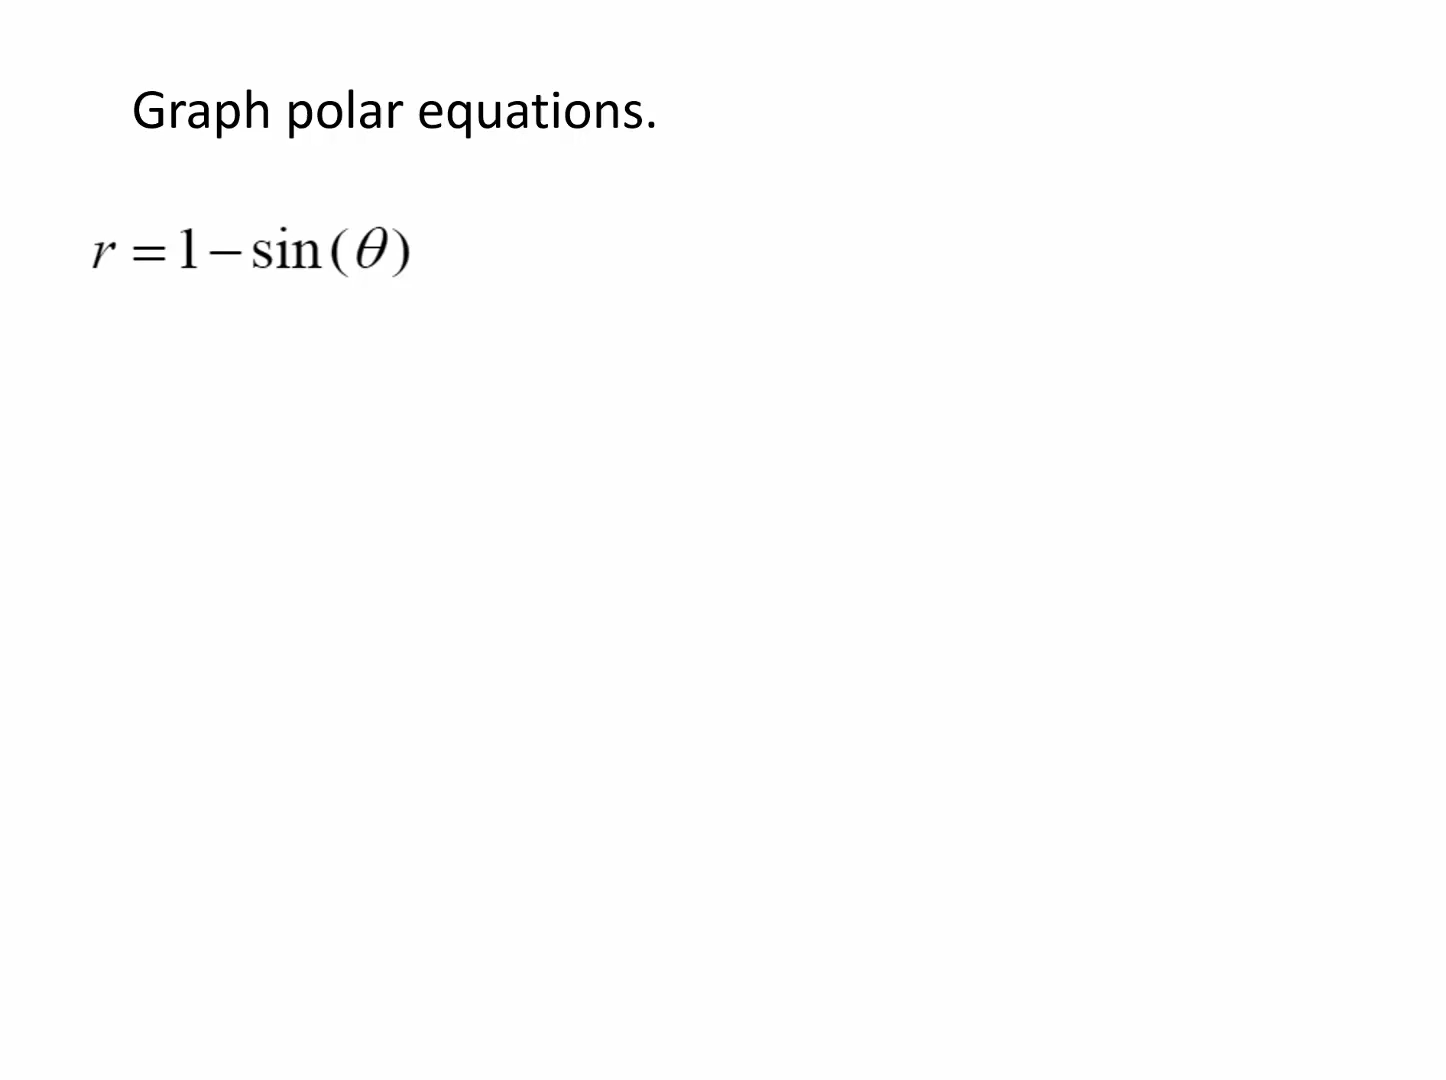 Graph polar equations.
r = 1 − sin(θ)